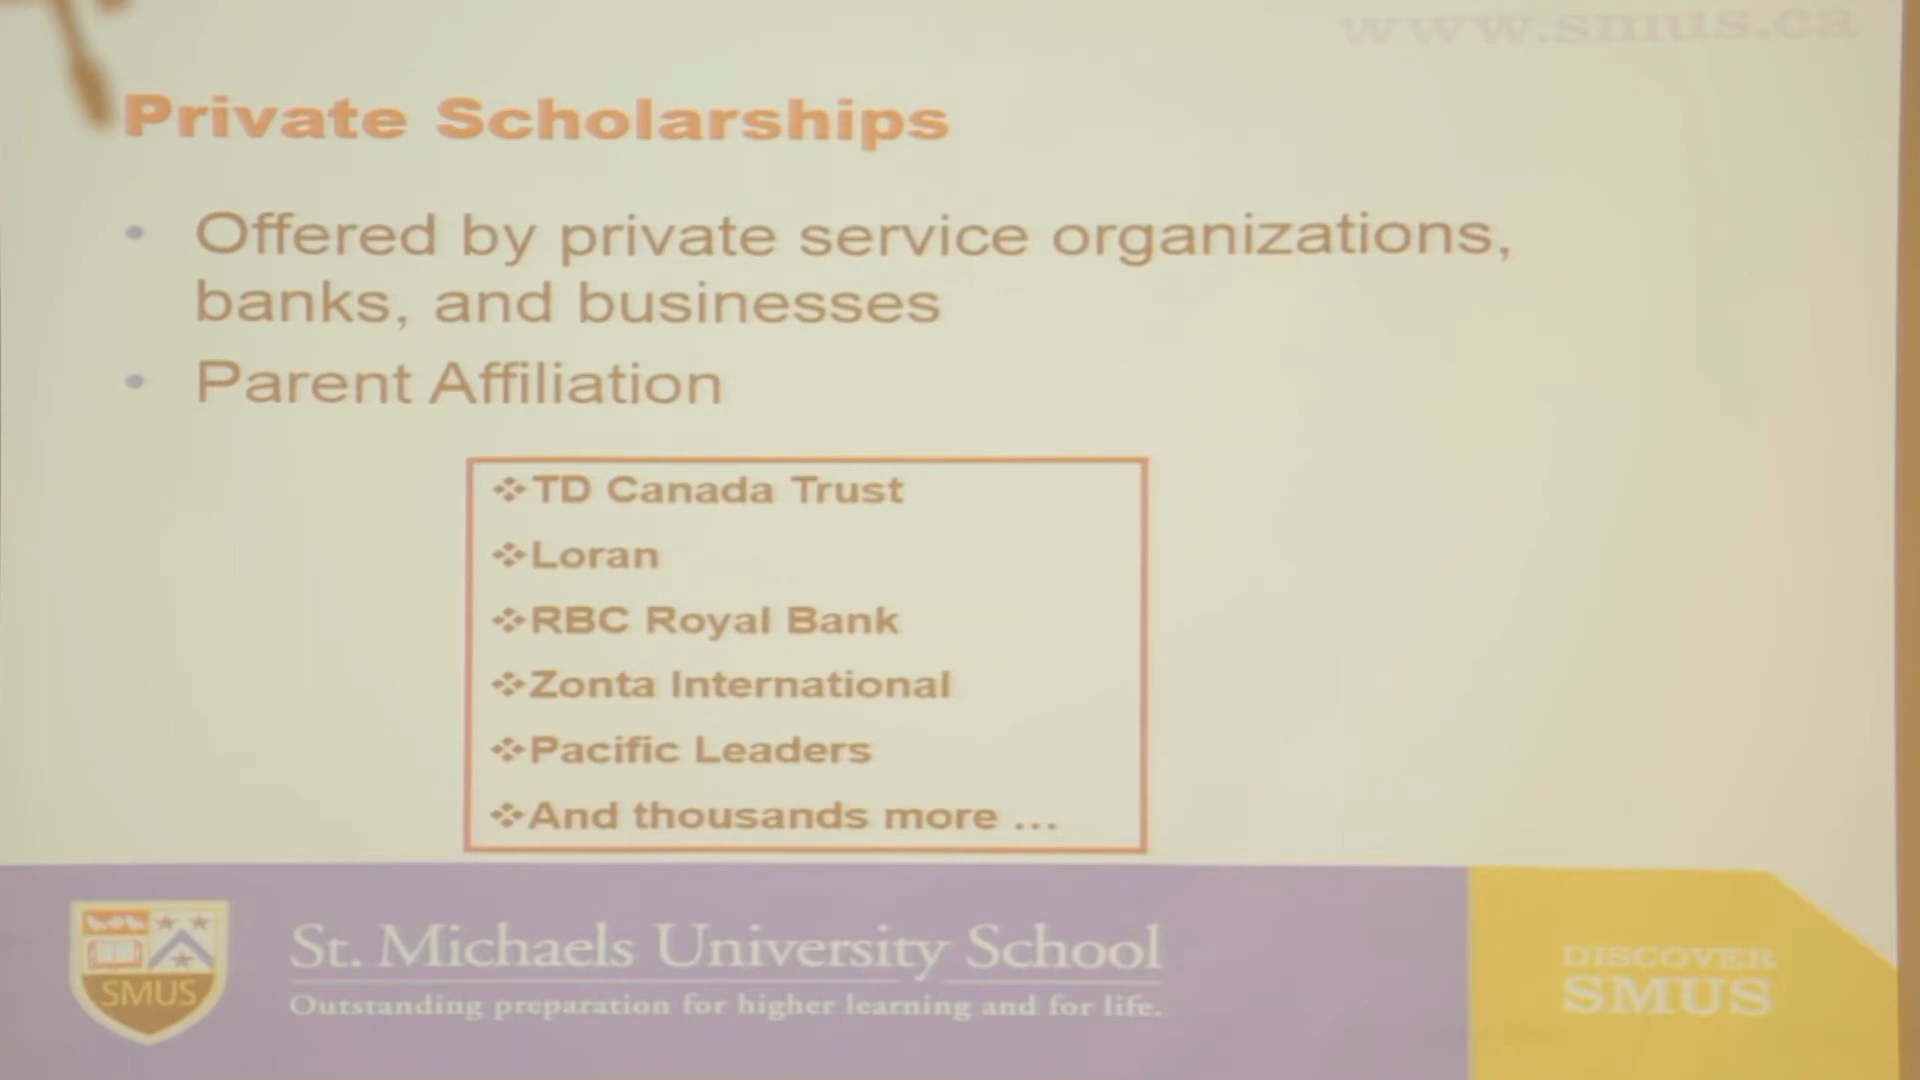 www.smus.ca
Private Scholarships
• Offered by private service organizations,
banks, and businesses
• Parent Affiliation
❖TD Canada Trust
❖Loran
❖RBC Royal Bank
❖Zonta International
❖Pacific Leaders
❖And thousands more ...
SMUS
St. Michaels University School
Outstanding preparation for higher learning and for life.
DISCOVER
SMUS